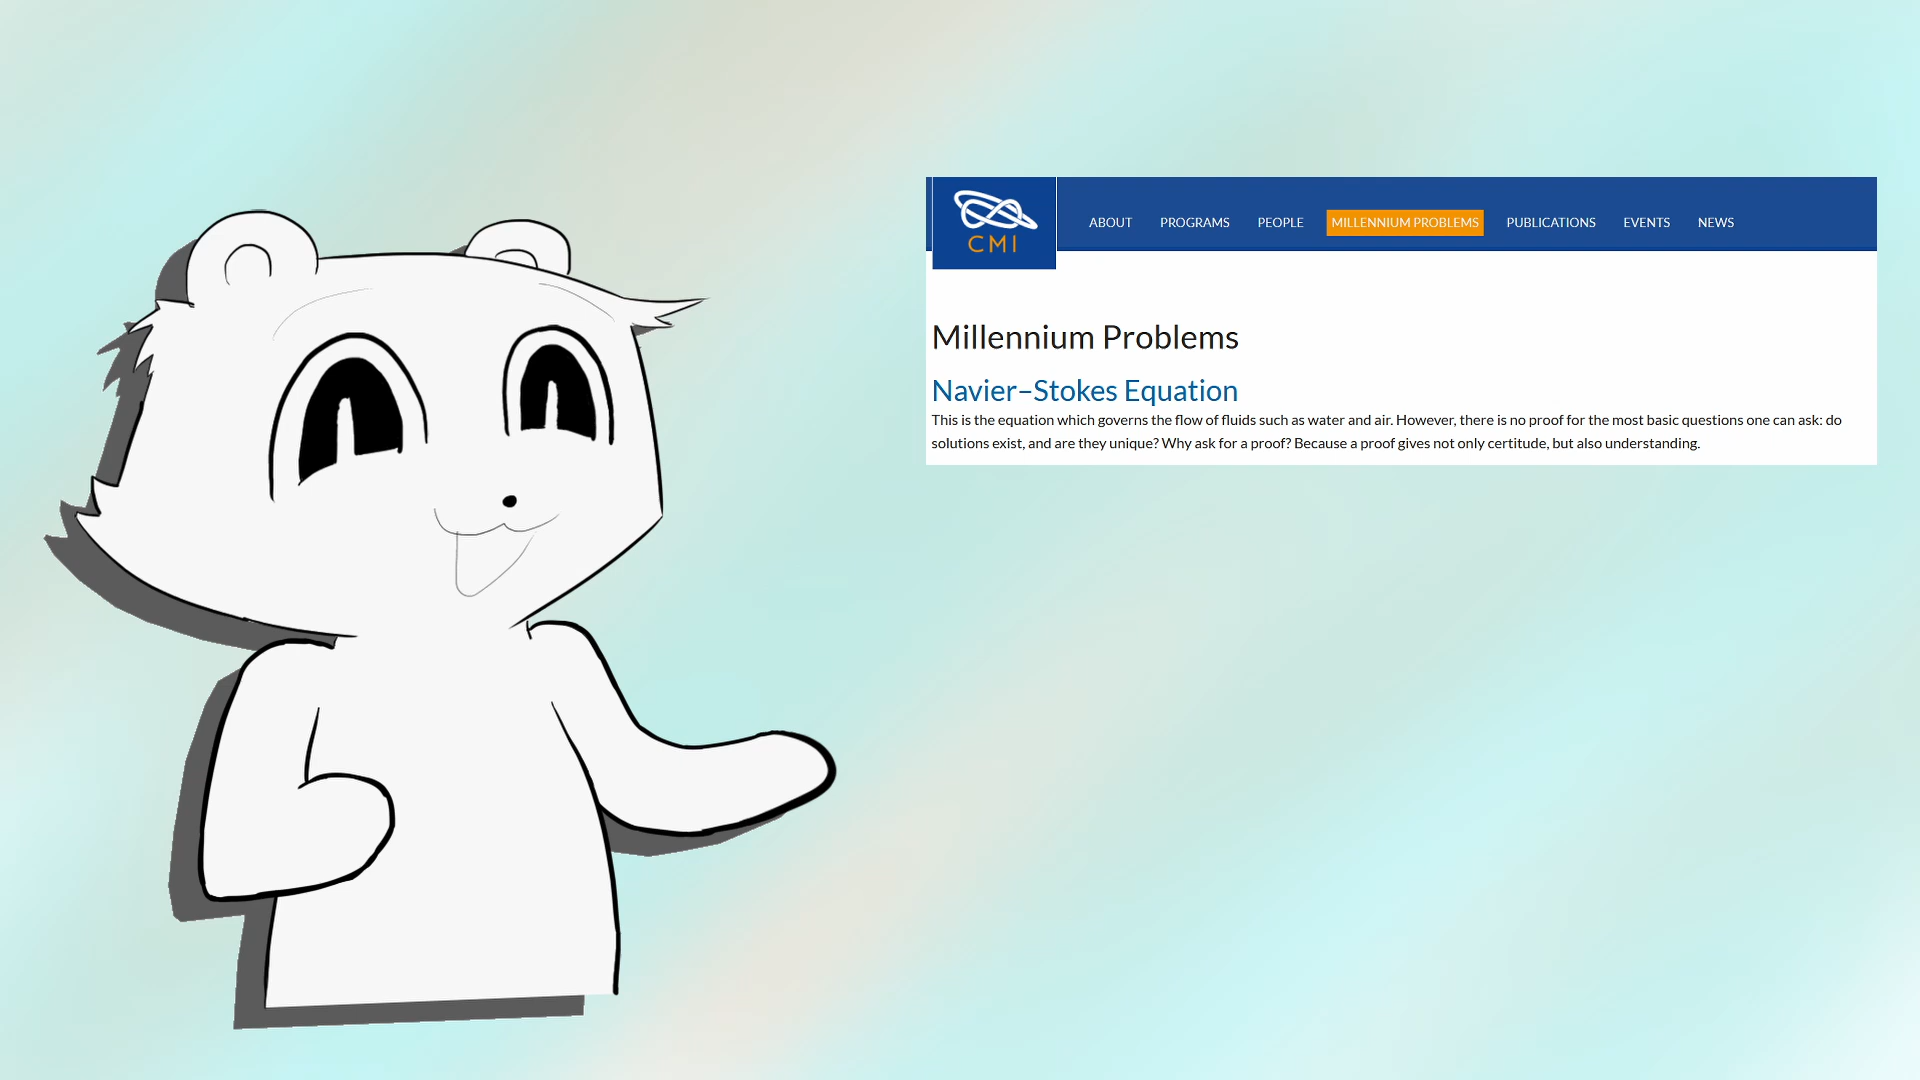 CMI
ABOUT PROGRAMS PEOPLE MILLENNIUM PROBLEMS PUBLICATIONS EVENTS NEWS
Millennium Problems
Navier–Stokes Equation
This is the equation which governs the flow of fluids such as water and air. However, there is no proof for the most basic questions one can ask: do
solutions exist, and are they unique? Why ask for a proof? Because a proof gives not only certitude, but also understanding.